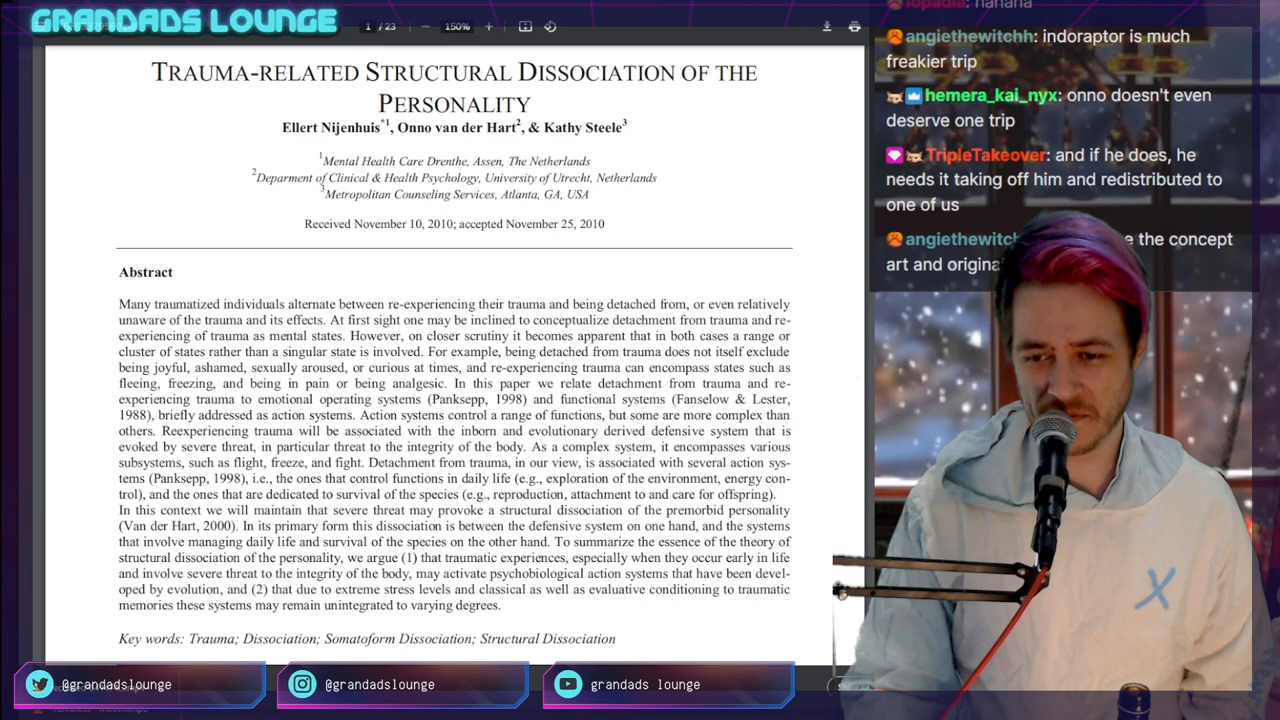 GRANDADS LOUNGE
1 / 23
150%
TRAUMA-RELATED STRUCTURAL DISSOCIATION OF THE
PERSONALITY
Ellert Nijenhuis*1, Onno van der Hart2, & Kathy Steele3
1Mental Health Care Drenthe, Assen, The Netherlands
2Deparment of Clinical & Health Psychology, University of Utrecht, Netherlands
3Metropolitan Counseling Services, Atlanta, GA, USA
Received November 10, 2010; accepted November 25, 2010
Abstract
Many traumatized individuals alternate between re-experiencing their trauma and being detached from, or even relatively
unaware of the trauma and its effects. At first sight one may be inclined to conceptualize detachment from trauma and re-
experiencing of trauma as mental states. However, on closer scrutiny it becomes apparent that in both cases a range or
cluster of states rather than a singular state is involved. For example, being detached from trauma does not itself exclude
being joyful, ashamed, sexually aroused, or curious at times, and re-experiencing trauma can encompass states such as
fleeing, freezing, and being in pain or being analgesic. In this paper we relate detachment from trauma and re-
experiencing trauma to emotional operating systems (Panksepp, 1998) and functional systems (Fanselow & Lester,
1988), briefly addressed as action systems. Action systems control a range of functions, but some are more complex than
others. Reexperiencing trauma will be associated with the inborn and evolutionary derived defensive system that is
evoked by severe threat, in particular threat to the integrity of the body. As a complex system, it encompasses various
subsystems, such as flight, freeze, and fight. Detachment from trauma, in our view, is associated with several action sys-
tems (Panksepp, 1998), i.e., the ones that control functions in daily life (e.g., exploration of the environment, energy con-
trol), and the ones that are dedicated to survival of the species (e.g., reproduction, attachment to and care for offspring).
In this context we will maintain that severe threat may provoke a structural dissociation of the premorbid personality
(Van der Hart, 2000). In its primary form this dissociation is between the defensive system on one hand, and the systems
that involve managing daily life and survival of the species on the other hand. To summarize the essence of the theory of
structural dissociation of the personality, we argue (1) that traumatic experiences, especially when they occur early in life
and involve severe threat to the integrity of the body, may activate psychobiological action systems that have been devel-
oped by evolution, and (2) that due to extreme stress levels and classical as well as evaluative conditioning to traumatic
memories these systems may remain unintegrated to varying degrees.
Key words: Trauma; Dissociation; Somatoform Dissociation; Structural Dissociation
hahaha
angiethewitchh: indoraptor is much
freakier trip
hemera_kai_nyx: onno doesn't even
deserve one trip
TripleTakeover: and if he does, he
needs it taking off him and redistributed to
one of us
angiethewitch e the concept
art and origina
X
@grandadslounge
@grandadslounge
grandads lounge